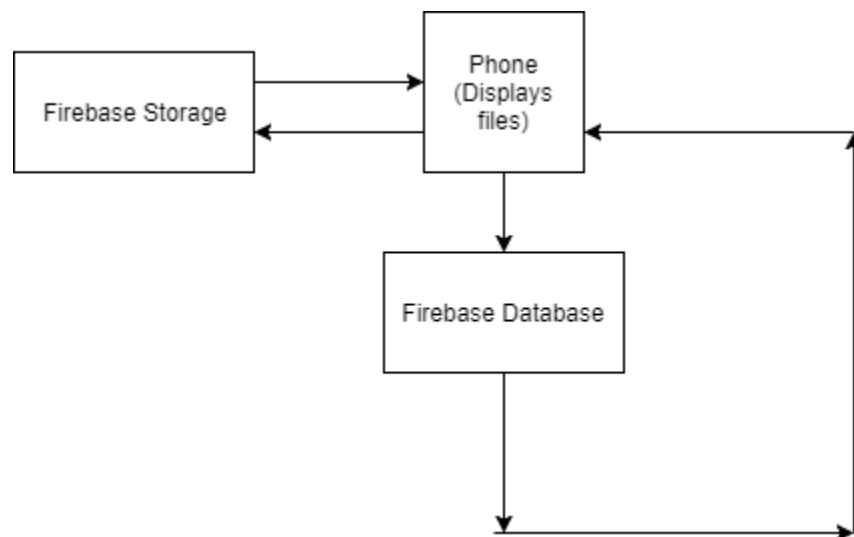 Phone
(Displays
files)
Firebase Storage
Firebase Database